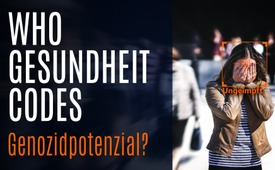 WHO
GESUNDHEIT
CODES
Genozidpotenzial?
Ungeimpft